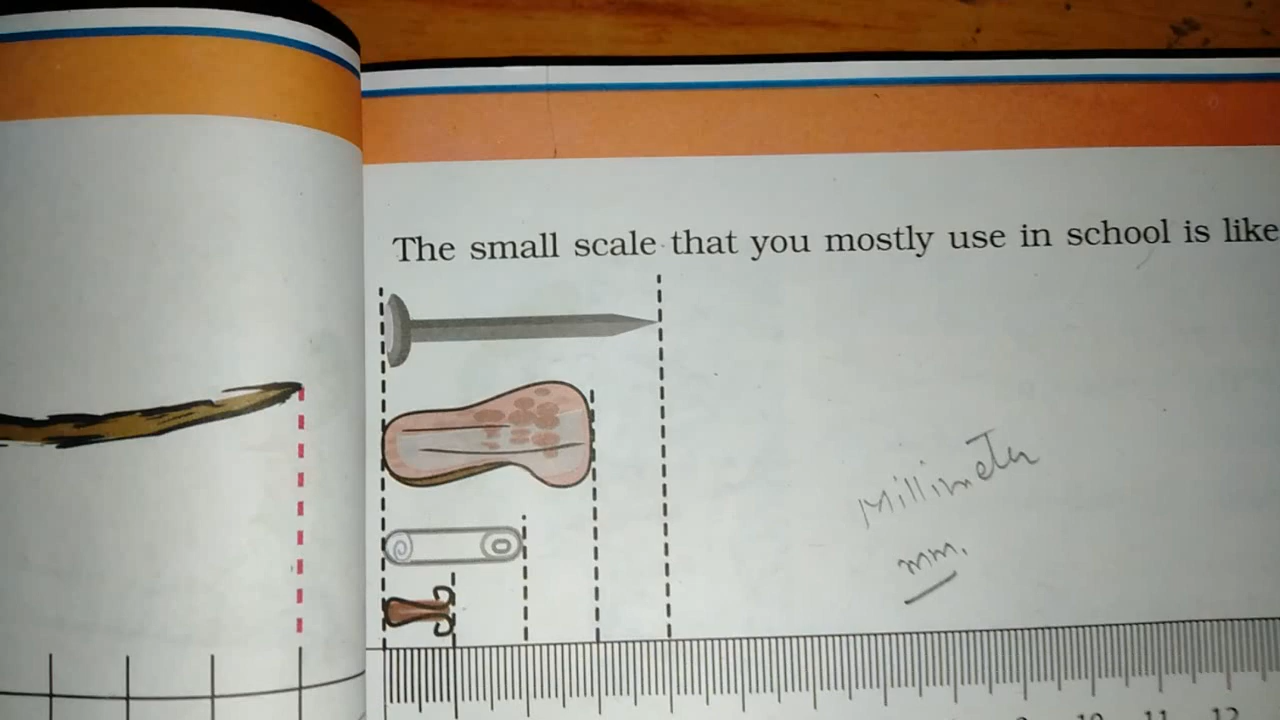 The small scale that you mostly use in school is like
Millimeter
mm.
10 11 12